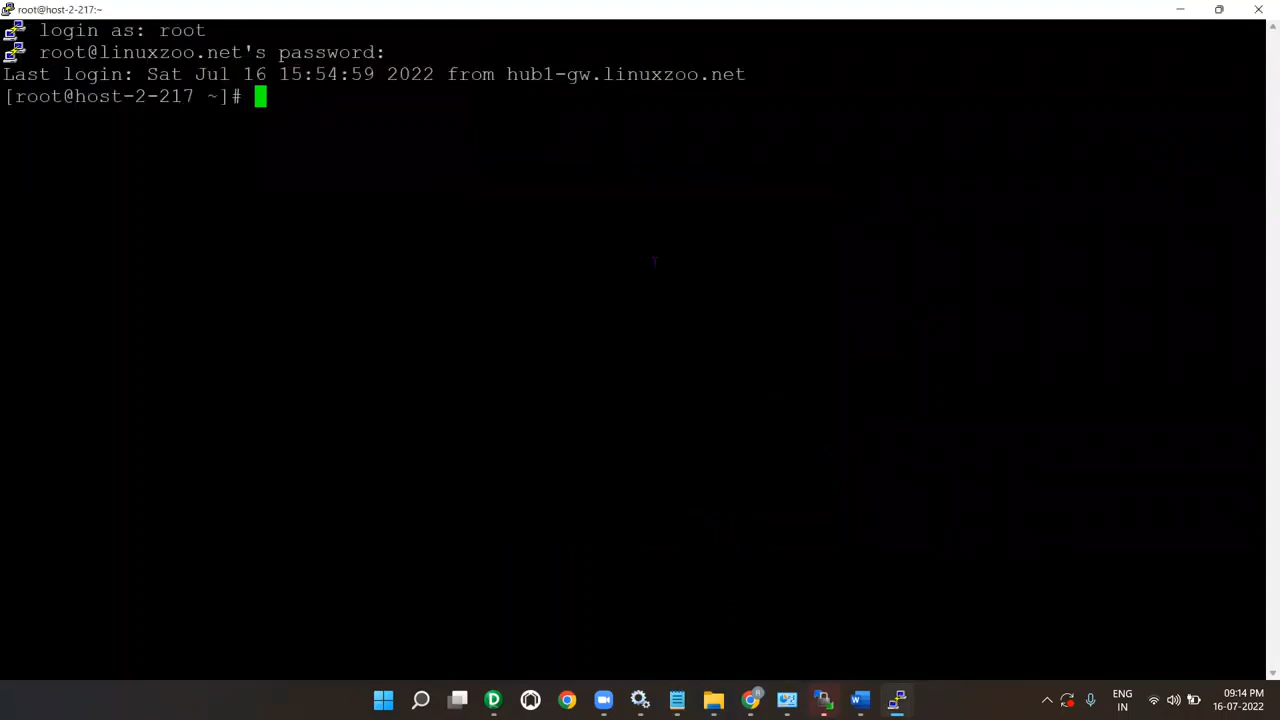 root@host-2-217:~
login as: root
root@linuxzoo.net's password:
Last login: Sat Jul 16 15:54:59 2022 from hub1-gw.linuxzoo.net
[root@host-2-217 ~]#
ENG
IN
09:14 PM
16-07-2022